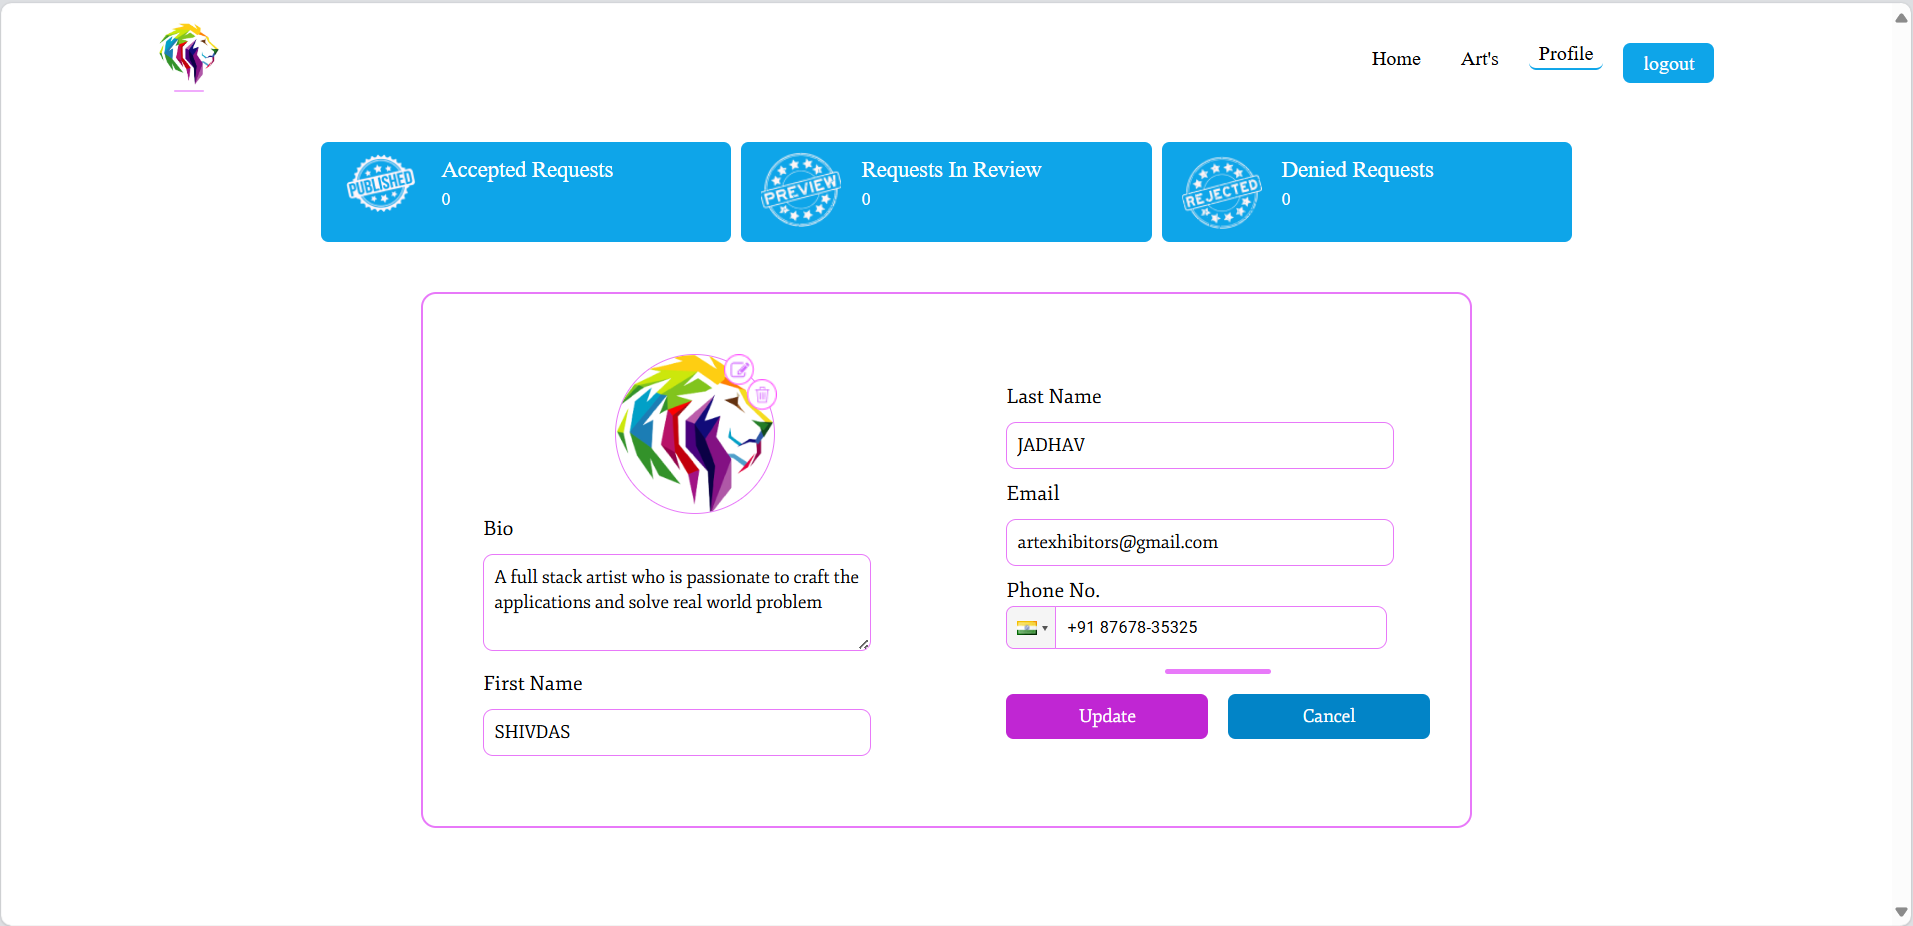 Home
Art's
Profile
logout
PUBLISHED
Accepted Requests
0
PREVIEW
Requests In Review
0
REJECTED
Denied Requests
0
Bio
A full stack artist who is passionate to craft the
applications and solve real world problem
First Name
SHIVDAS
Last Name
JADHAV
Email
artexhibitors@gmail.com
Phone No.
+91 87678-35325
Update
Cancel